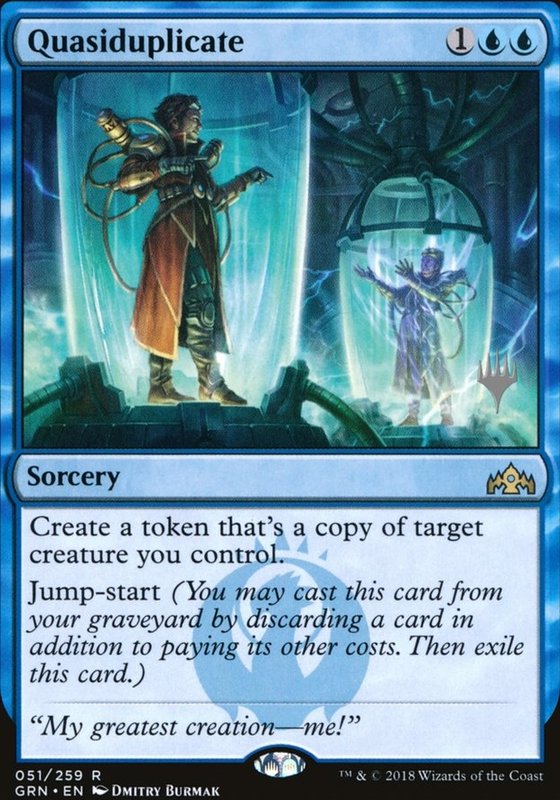 Quasiduplicate 1
Sorcery
Create a token that's a copy of target
creature you control.
Jump-start (You may cast this card from
your graveyard by discarding a card in
addition to paying its other costs. Then exile
this card.)
"My greatest creation—me!"
051/259 R
GRN • EN Dmitry Burmak
™ & © 2018 Wizards of the Coast